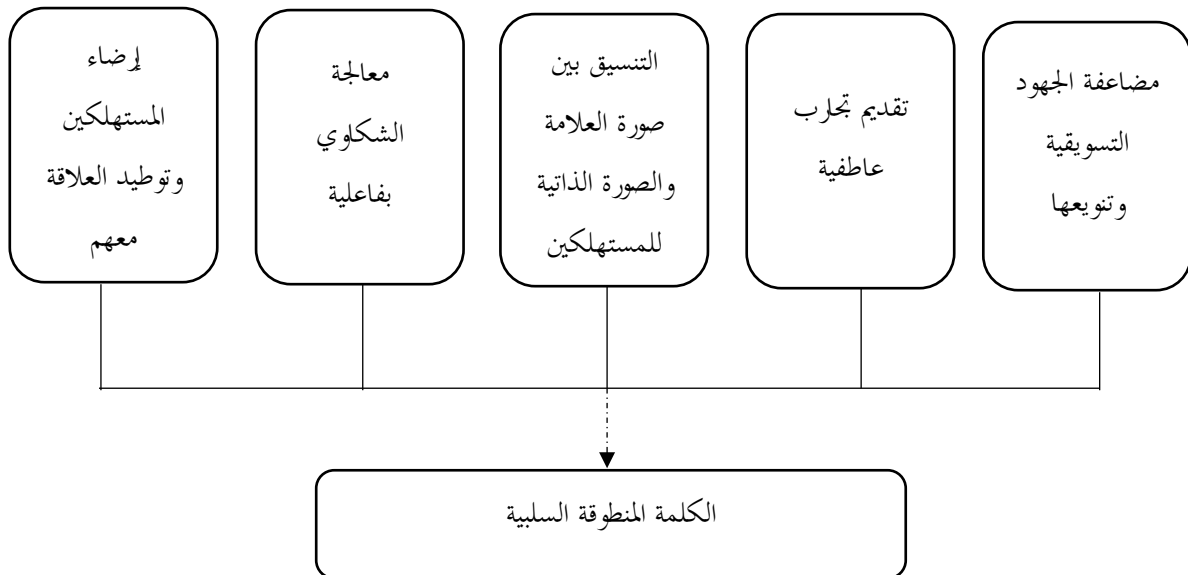 مضاعفة الجهود
التسويقية
وتنويعها
تقديم تجارب
عاطفية
التنسيق بين
صورة العلامة
والصورة الذاتية
للمستهلكين
معالجة
الشكاوي
بفاعلية
إرضاء
المستهلكين
وتوطيد العلاقة
معهم
الكلمة المنطوقة السلبية